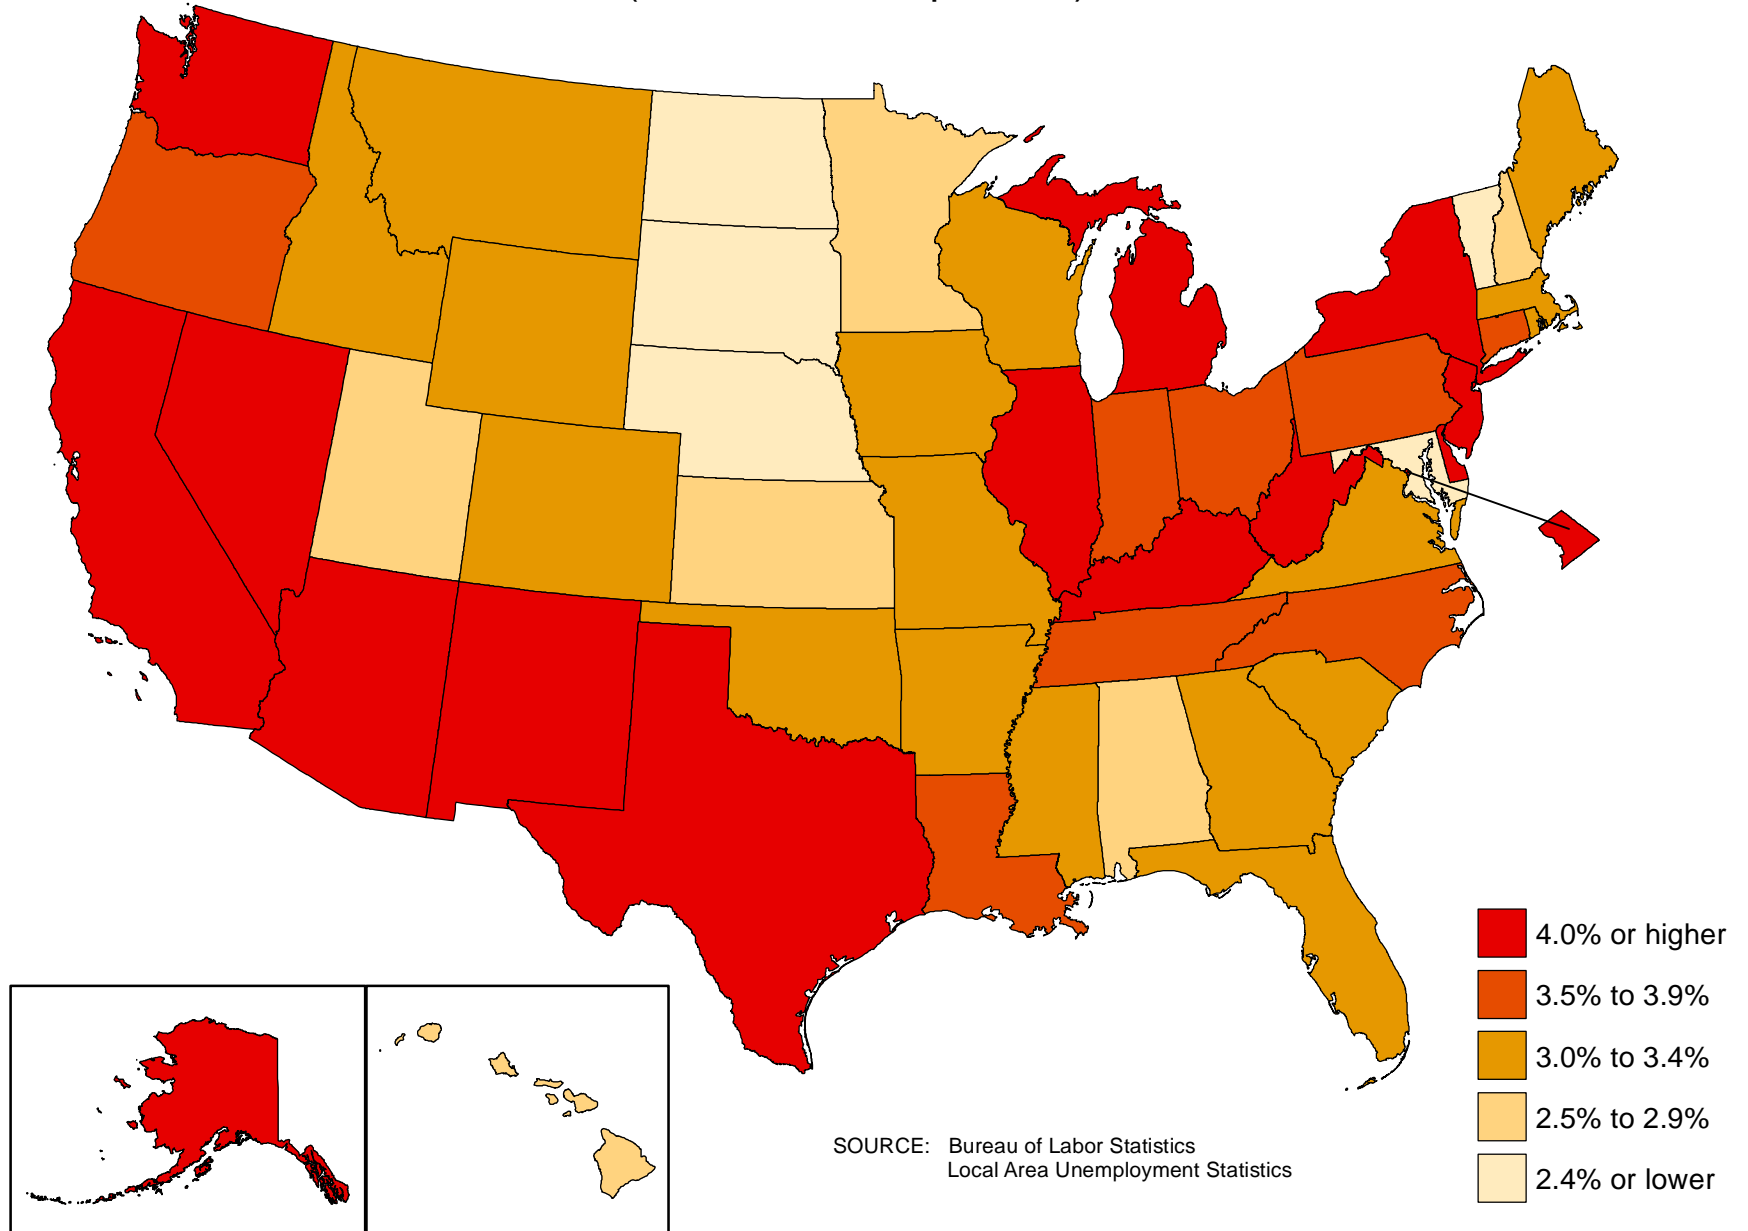 4.0% or higher
3.5% to 3.9%
3.0% to 3.4%
2.5% to 2.9%
2.4% or lower
SOURCE: Bureau of Labor Statistics
Local Area Unemployment Statistics